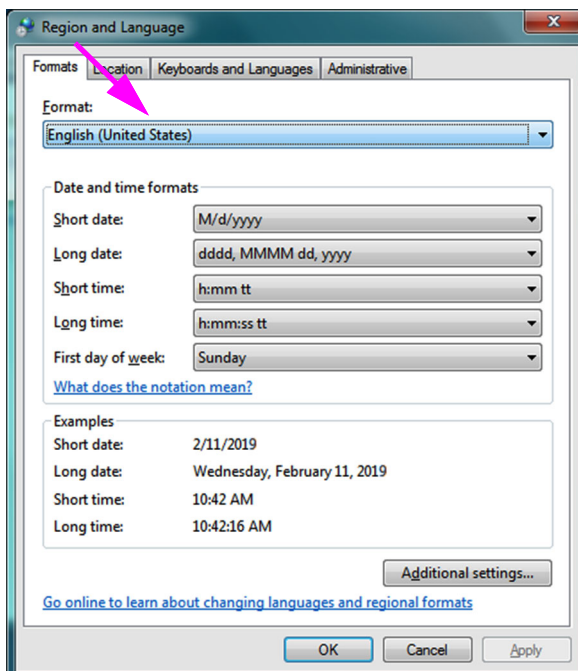 Region and Language
Formats Location Keyboards and Languages Administrative
Format:
English (United States)
Date and time formats
Short date: M/d/yyyy
Long date: dddd, MMMM dd, yyyy
Short time: h:mm tt
Long time: h:mm:ss tt
First day of week: Sunday
What does the notation mean?
Examples
Short date: 2/11/2019
Long date: Wednesday, February 11, 2019
Short time: 10:42 AM
Long time: 10:42:16 AM
Additional settings...
Go online to learn about changing languages and regional formats
OK Cancel Apply